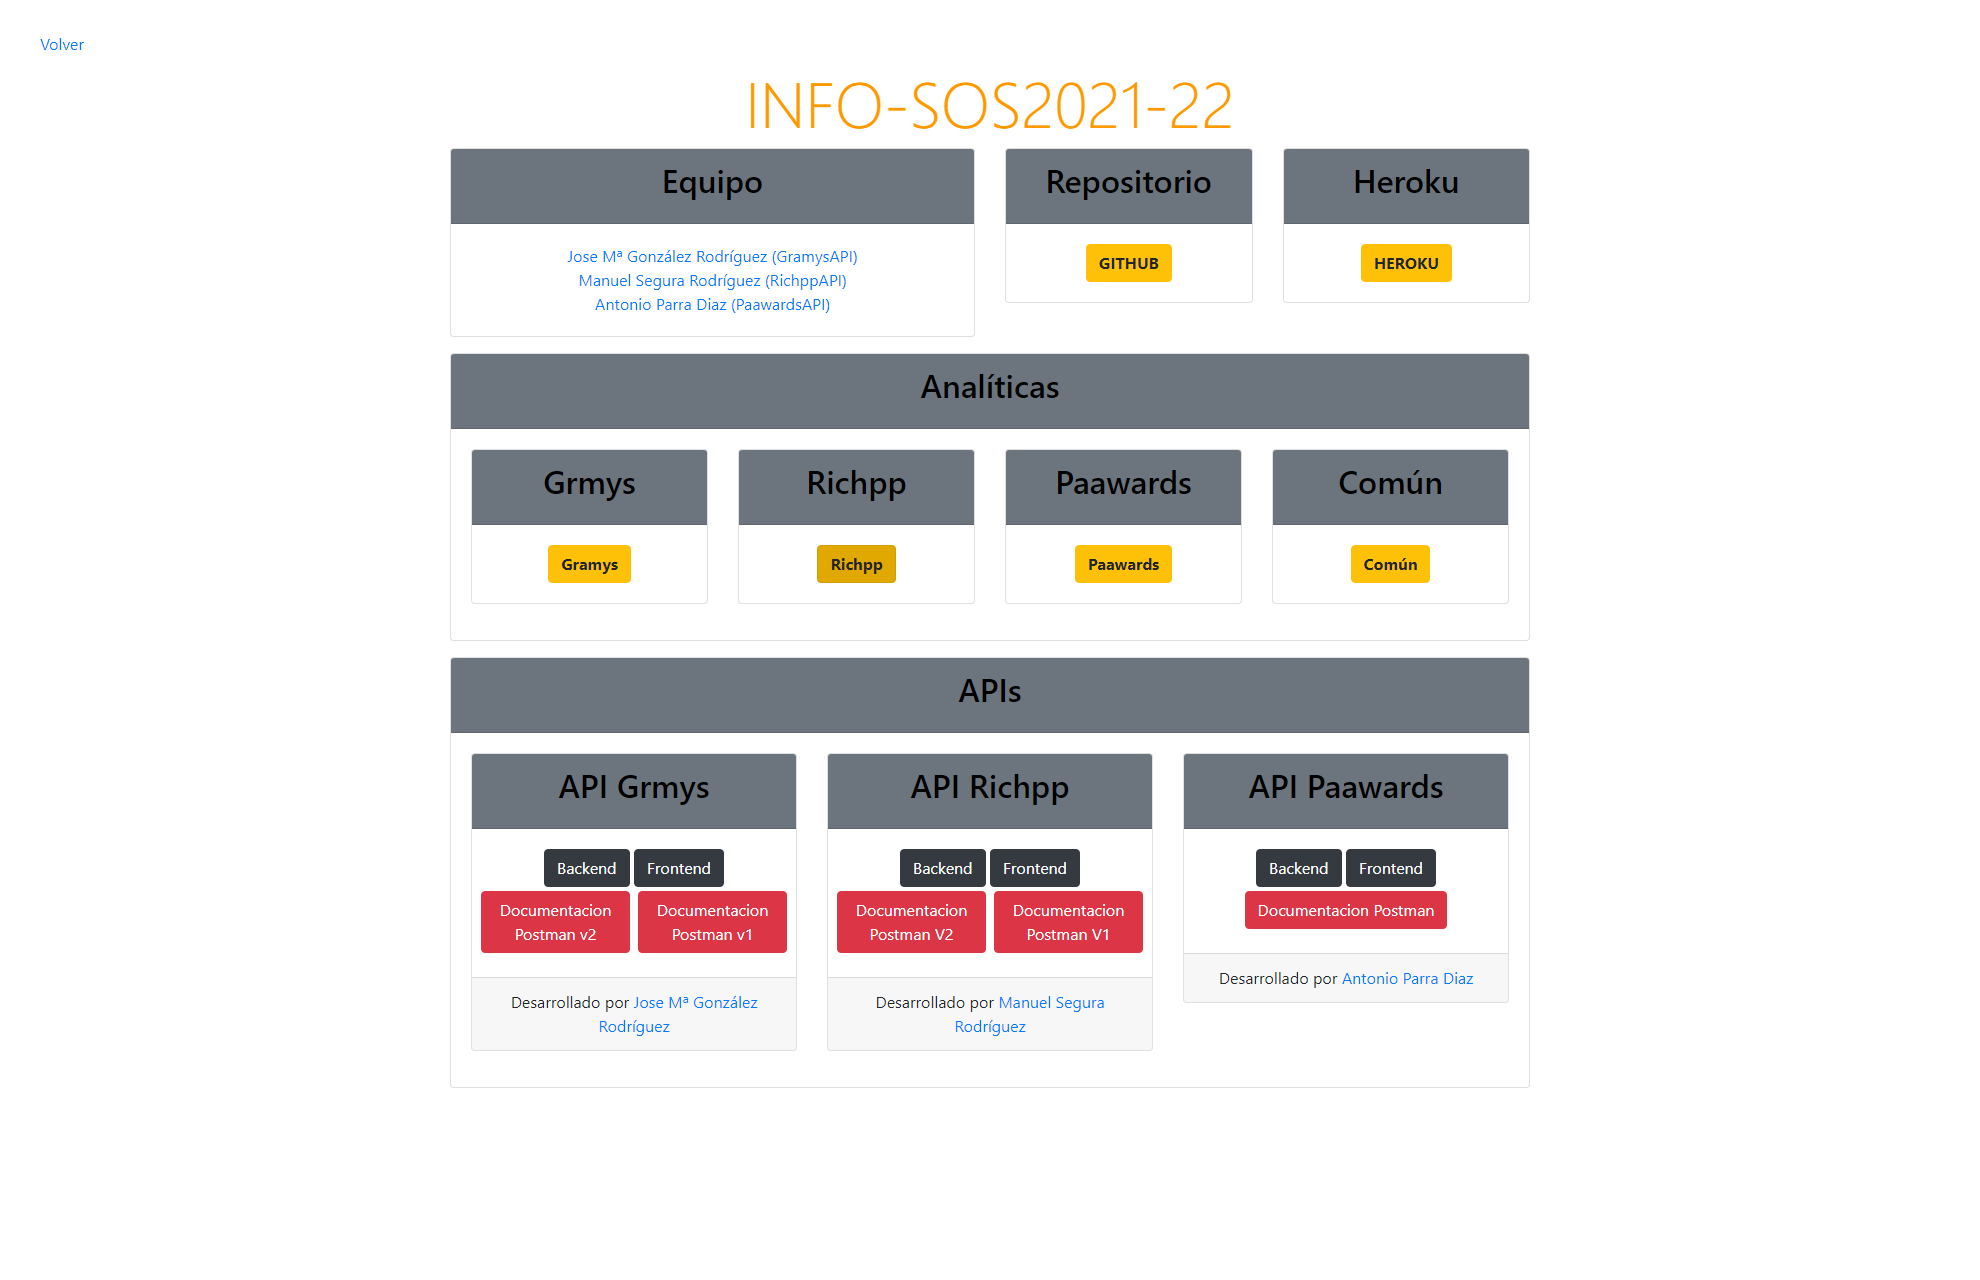 Volver
INFO-SOS2021-22
Equipo
Jose Mª González Rodríguez (GramysAPI)
Manuel Segura Rodríguez (RichppAPI)
Antonio Parra Diaz (PaawardsAPI)
Repositorio
GITHUB
Heroku
HEROKU
Analíticas
Grmys
Gramys
Richpp
Richpp
Paawards
Paawards
Común
Común
APIs
API Grmys
Backend
Frontend
Documentacion
Postman v2
Documentacion
Postman v1
Desarrollado por Jose Mª González
Rodríguez
API Richpp
Backend
Frontend
Documentacion
Postman V2
Documentacion
Postman V1
Desarrollado por Manuel Segura
Rodríguez
API Paawards
Backend
Frontend
Documentacion Postman
Desarrollado por Antonio Parra Diaz